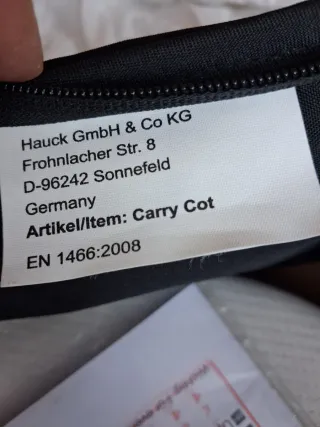 Hauck GmbH & Co KG
Frohnlacher Str. 8
D-96242 Sonnefeld
Germany
Artikel/Item: Carry Cot
EN 1466:2008